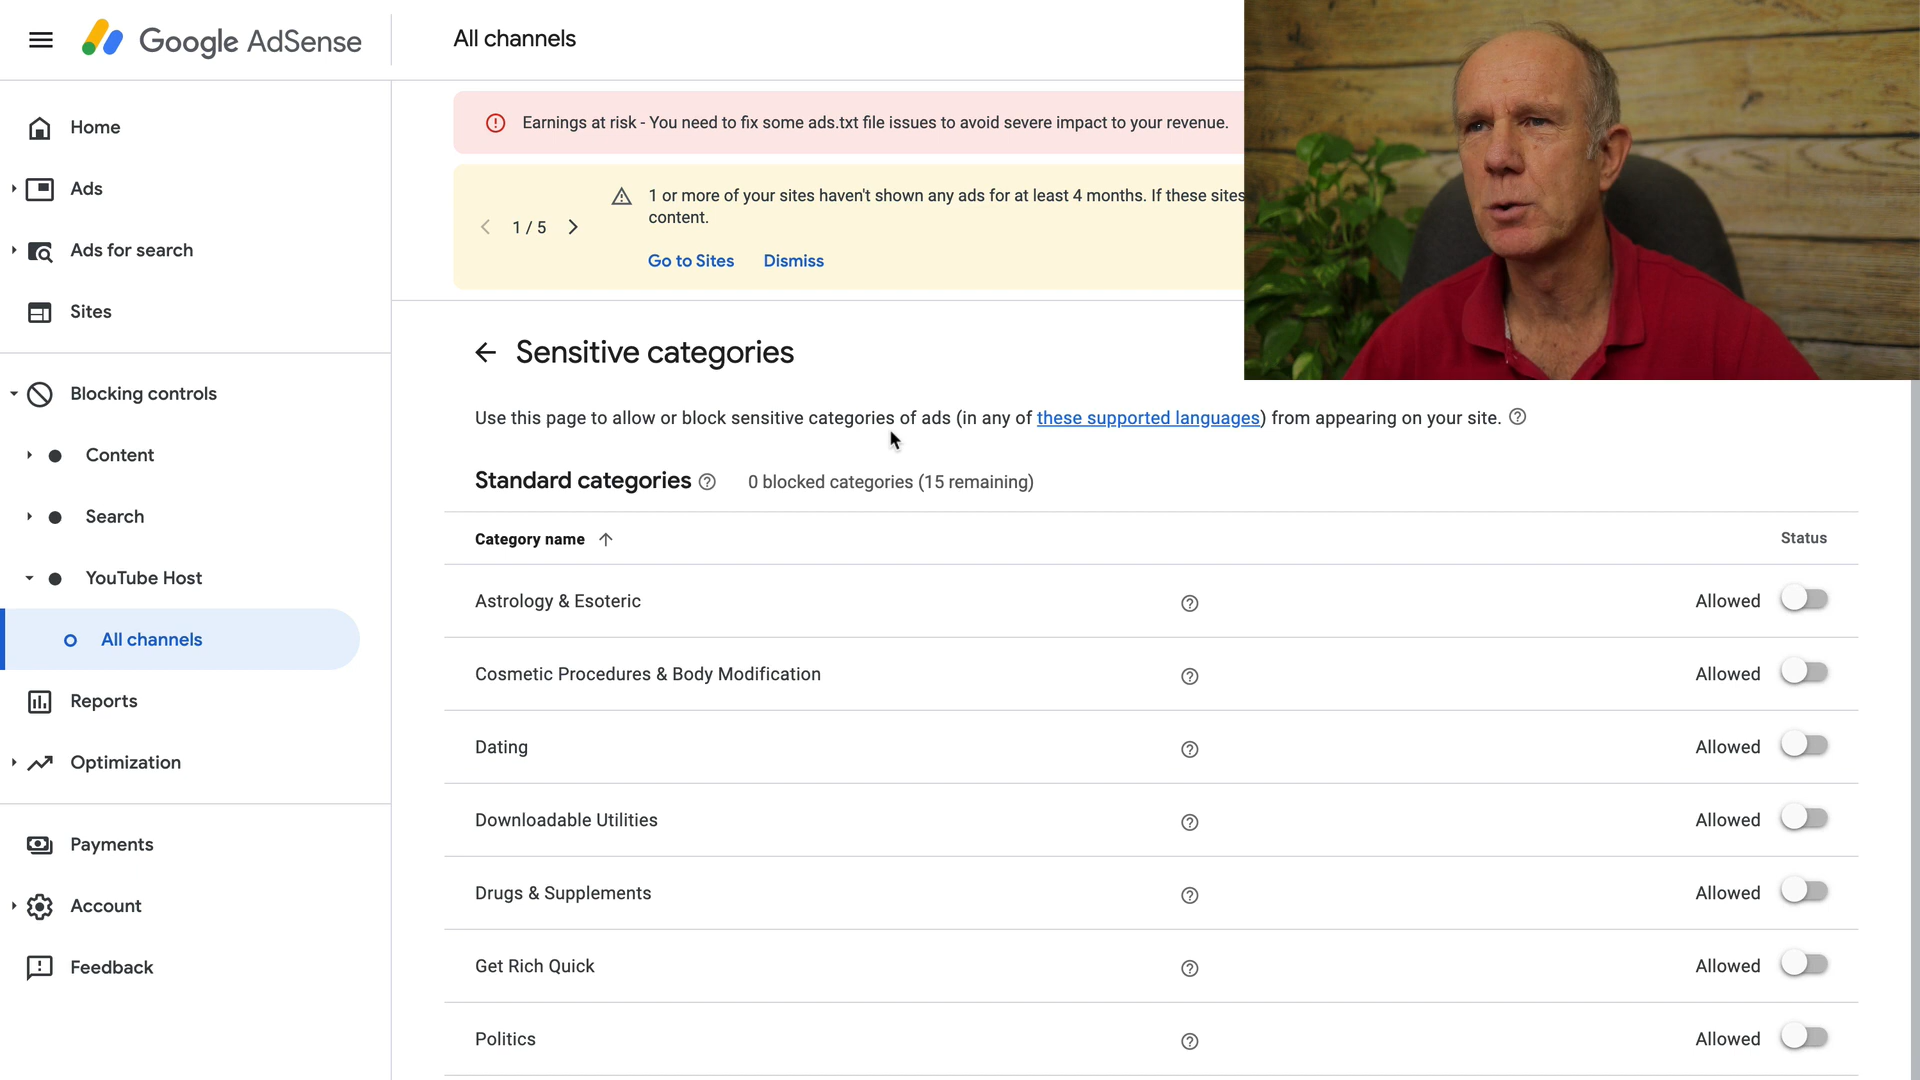 Google AdSense
All channels
Home
Ads
Ads for search
Sites
Blocking controls
Content
Search
YouTube Host
All channels
Reports
Optimization
Payments
Account
Feedback
Earnings at risk - You need to fix some ads.txt file issues to avoid severe impact to your revenue.
1 / 5
1 or more of your sites haven't shown any ads for at least 4 months. If these sites
content.
Go to Sites Dismiss
Sensitive categories
Use this page to allow or block sensitive categories of ads (in any of these supported languages) from appearing on your site.
Standard categories 0 blocked categories (15 remaining)
Category name Status
Astrology & Esoteric Allowed
Cosmetic Procedures & Body Modification Allowed
Dating Allowed
Downloadable Utilities Allowed
Drugs & Supplements Allowed
Get Rich Quick Allowed
Politics Allowed